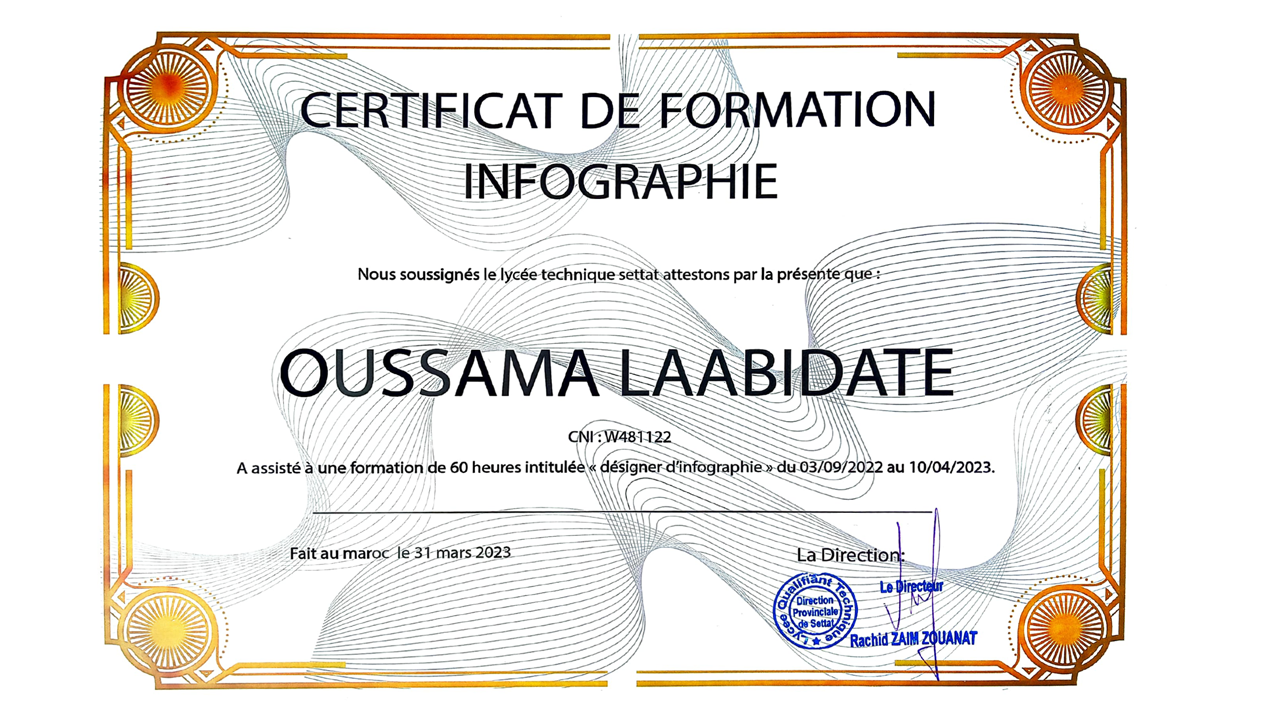 CERTIFICAT DE FORMATION
INFOGRAPHIE
Nous soussignés le lycée technique settat attestons par la présente que :
OUSSAMA LAABIDATE
CNI : W481122
A assisté à une formation de 60 heures intitulée « désigner d'infographie » du 03/09/2022 au 10/04/2023.
Fait au maroc le 31 mars 2023
La Direction:
Lycée Qualifiant Technique
Direction
Provinciale
de Settat
Le Directeur
Rachid ZAIM ZOUANAT